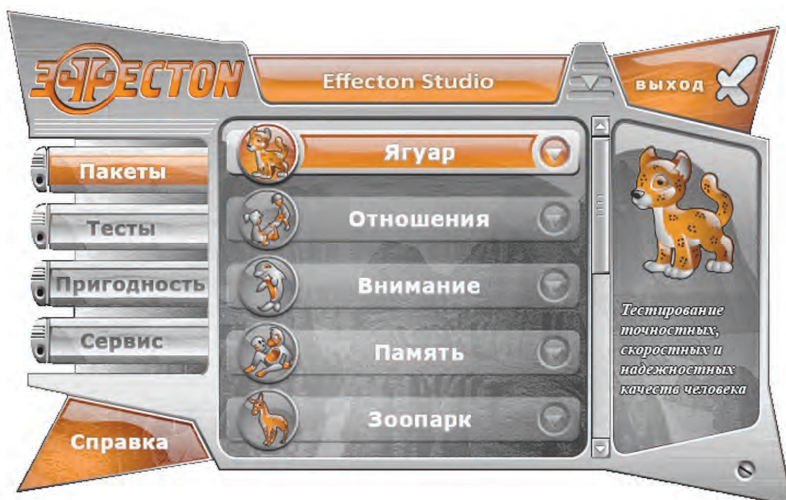 EFFECTON
Effecton Studio
выход
Пакеты
Тесты
Пригодность
Сервис
Справка
Ягуар
Отношения
Внимание
Память
Зоопарк
Тестирование
точностных,
скоростных и
надежностных
качеств человека